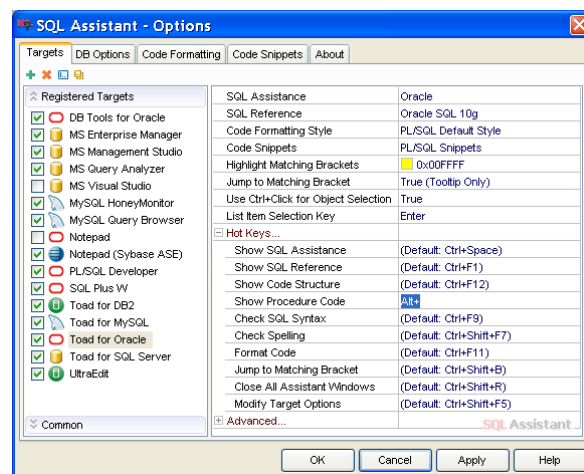 SQL Assistant - Options
Targets DB Options Code Formatting Code Snippets About
Registered Targets
DB Tools for Oracle
MS Enterprise Manager
MS Management Studio
MS Query Analyzer
MS Visual Studio
MySQL HoneyMonitor
MySQL Query Browser
Notepad
Notepad (Sybase ASE)
PL/SQL Developer
SQL Plus W
Toad for DB2
Toad for MySQL
Toad for Oracle
Toad for SQL Server
UltraEdit
Common
SQL Assistance Oracle
SQL Reference Oracle SQL 10g
Code Formatting Style PL/SQL Default Style
Code Snippets PL/SQL Snippets
Highlight Matching Brackets 0x00FFFF
Jump to Matching Bracket True (Tooltip Only)
Use Ctrl+Click for Object Selection True
List Item Selection Key Enter
Hot Keys...
Show SQL Assistance (Default: Ctrl+Space)
Show SQL Reference (Default: Ctrl+F1)
Show Code Structure (Default: Ctrl+F12)
Show Procedure Code Alt+
Check SQL Syntax (Default: Ctrl+F9)
Check Spelling (Default: Ctrl+Shift+F7)
Format Code (Default: Ctrl+F11)
Jump to Matching Bracket (Default: Ctrl+Shift+B)
Close All Assistant Windows (Default: Ctrl+Shift+R)
Modify Target Options (Default: Ctrl+Shift+F5)
Advanced...
SQL Assistant
OK Cancel Apply Help